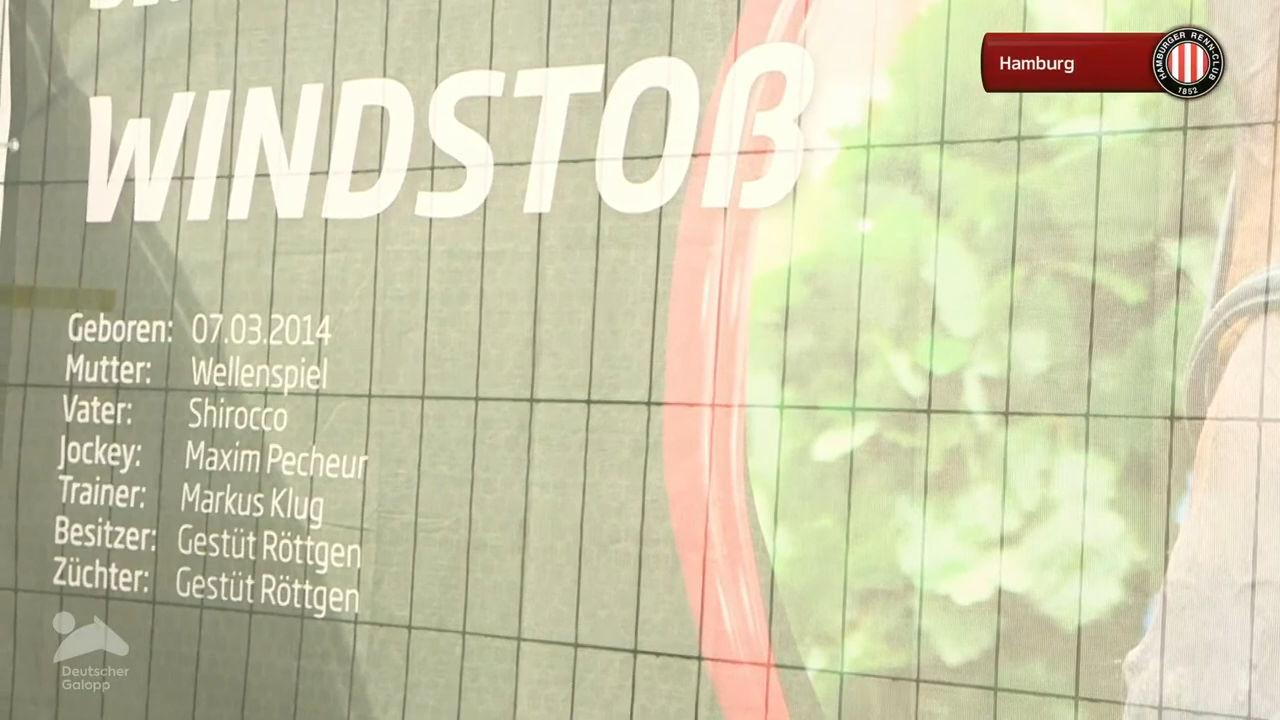 WINDSTOß
Geboren: 07.03.2014
Mutter: Wellenspiel
Vater: Shirocco
Jockey: Maxim Pecheur
Trainer: Markus Klug
Besitzer: Gestüt Röttgen
Züchter: Gestüt Röttgen
Hamburg
HAMBURGER RENN-CLUB
1852
Deutscher
Galopp